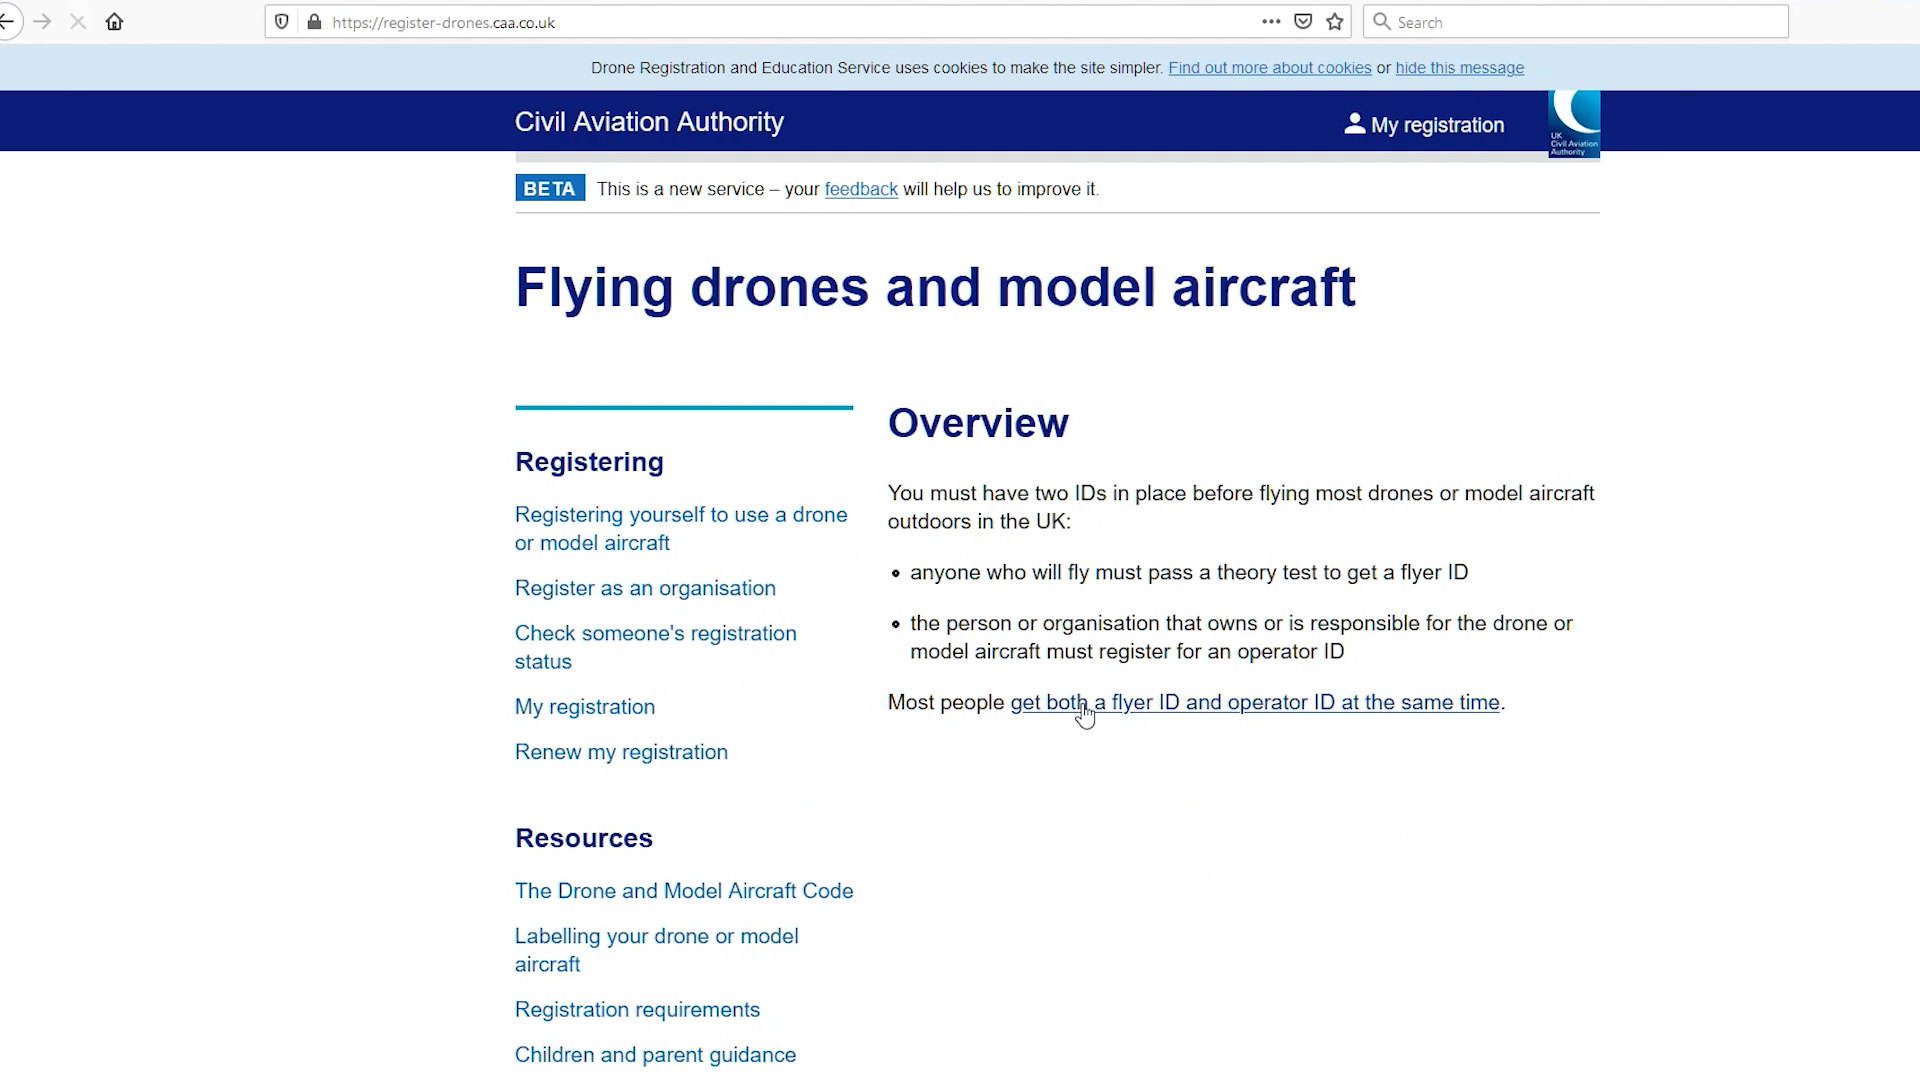 https://register-drones.caa.co.uk
Search
Drone Registration and Education Service uses cookies to make the site simpler. Find out more about cookies or hide this message
Civil Aviation Authority
My registration
UK
Civil Aviation
Authority
BETA This is a new service – your feedback will help us to improve it.
Flying drones and model aircraft
Registering
Registering yourself to use a drone
or model aircraft
Register as an organisation
Check someone's registration
status
My registration
Renew my registration
Resources
The Drone and Model Aircraft Code
Labelling your drone or model
aircraft
Registration requirements
Children and parent guidance
Overview
You must have two IDs in place before flying most drones or model aircraft
outdoors in the UK:
• anyone who will fly must pass a theory test to get a flyer ID
• the person or organisation that owns or is responsible for the drone or
model aircraft must register for an operator ID
Most people get both a flyer ID and operator ID at the same time.